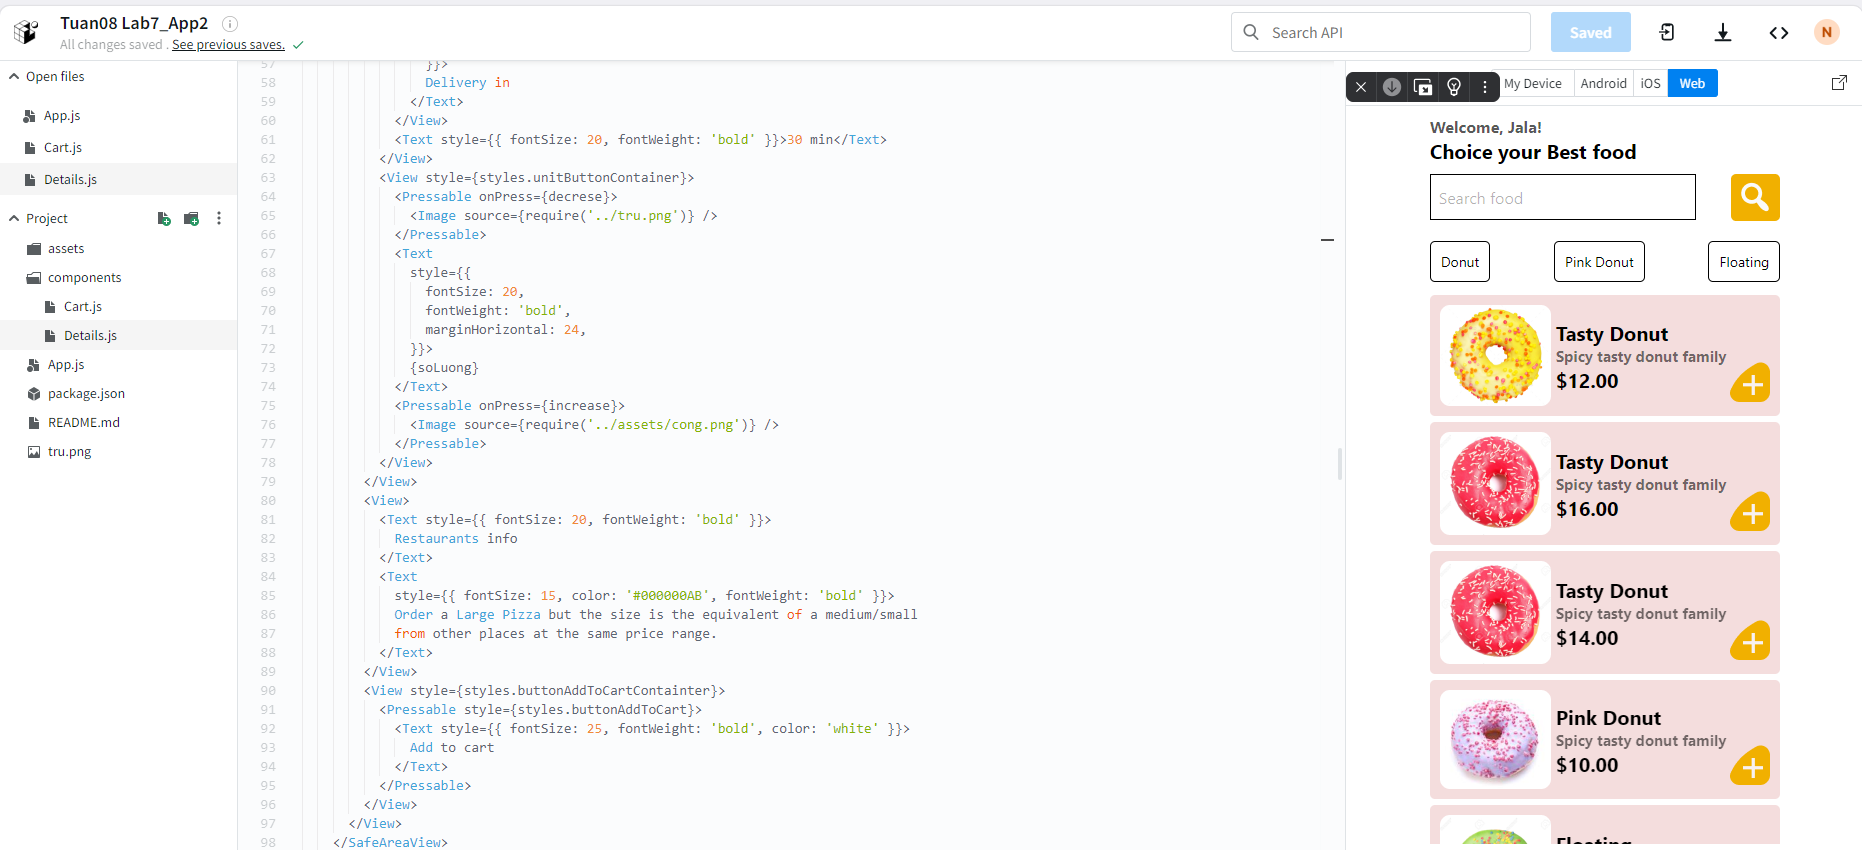 Tuan08 Lab7_App2
All changes saved . See previous saves.
Search API
Saved
N
Open files
App.js
Cart.js
Details.js
Project
assets
components
Cart.js
Details.js
App.js
package.json
README.md
tru.png
57 }}>
58 Delivery in
59 </Text>
60 </View>
61 <Text style={{ fontSize: 20, fontWeight: 'bold' }}>30 min</Text>
62 </View>
63 <View style={styles.unitButtonContainer}>
64 <Pressable onPress={decrese}>
65 <Image source={require('../tru.png')} />
66 </Pressable>
67 <Text
68 style={{
69 fontSize: 20,
70 fontWeight: 'bold',
71 marginHorizontal: 24,
72 }}>
73 {soLuong}
74 </Text>
75 <Pressable onPress={increase}>
76 <Image source={require('../assets/cong.png')} />
77 </Pressable>
78 </View>
79 </View>
80 <View>
81 <Text style={{ fontSize: 20, fontWeight: 'bold' }}>
82 Restaurants info
83 </Text>
84 <Text
85 style={{ fontSize: 15, color: '#000000AB', fontWeight: 'bold' }}>
86 Order a Large Pizza but the size is the equivalent of a medium/small
87 from other places at the same price range.
88 </Text>
89 </View>
90 <View style={styles.buttonAddToCartContainter}>
91 <Pressable style={styles.buttonAddToCart}>
92 <Text style={{ fontSize: 25, fontWeight: 'bold', color: 'white' }}>
93 Add to cart
94 </Text>
95 </Pressable>
96 </View>
97 </View>
98 </SafeAreaView>
My Device Android iOS Web
Welcome, Jala!
Choice your Best food
Search food
Donut Pink Donut Floating
Tasty Donut
Spicy tasty donut family
$12.00
Tasty Donut
Spicy tasty donut family
$16.00
Tasty Donut
Spicy tasty donut family
$14.00
Pink Donut
Spicy tasty donut family
$10.00
Floating